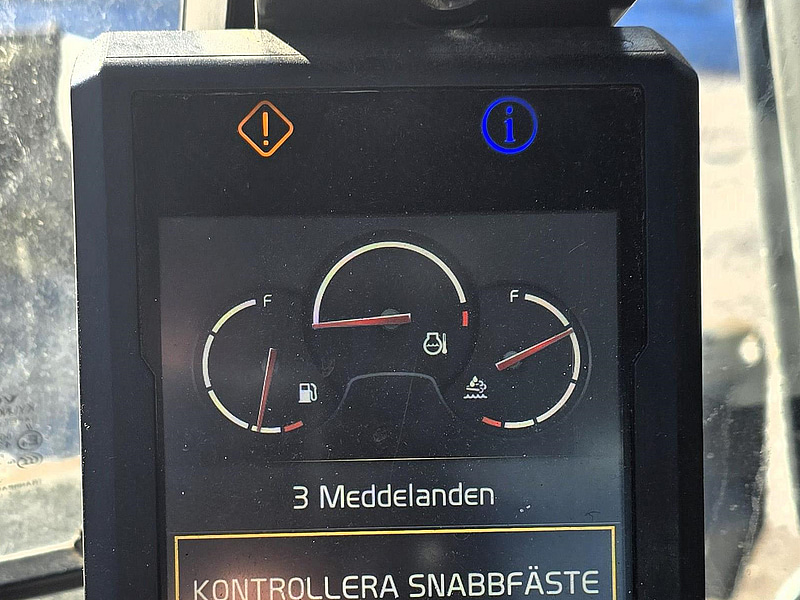 F
F
3 Meddelanden
KONTROLLERA SNABBFÄSTE